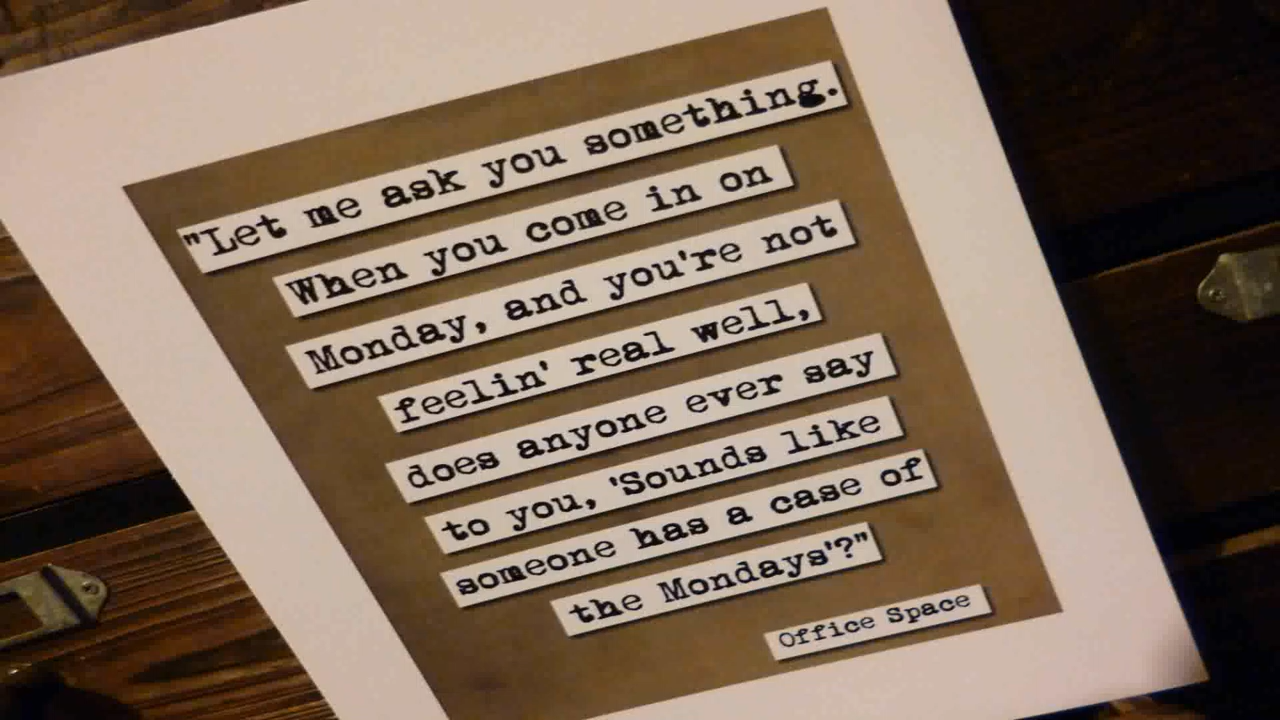 "Let me ask you something.
When you come in on
Monday, and you're not
feelin' real well,
does anyone ever say
to you, 'Sounds like
someone has a case of
the Mondays'?"
Office Space